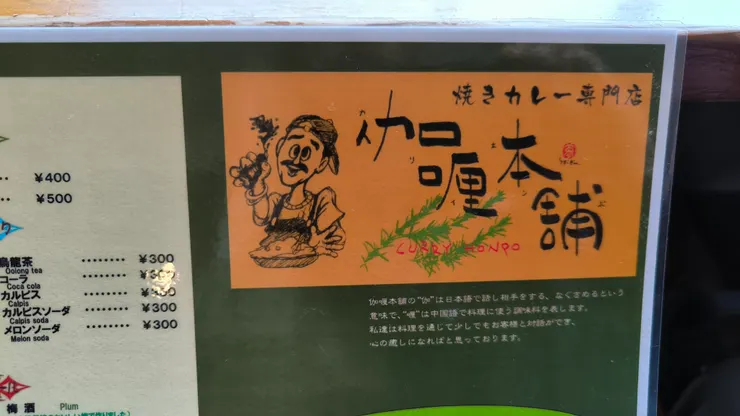 ¥400
¥500
烏龍茶 ········ ¥300
Oolong tea
コーラ
Coca cola
カルピス
Calpis
カルピスソーダ ········ ¥300
Calpis soda
メロンソーダ ········ ¥300
Melon soda
梅酒 Plum
焼きカレー専門店
伽哩本舗
CURRY HONPO
伽哩本舗の"伽"は日本語で話し相手をする、なぐさめるという
意味で、"哩"は中国語で料理に使う調味料を表します。
私達は料理を通じて少しでもお客様と対話ができ、
心の癒しになればと思っております。